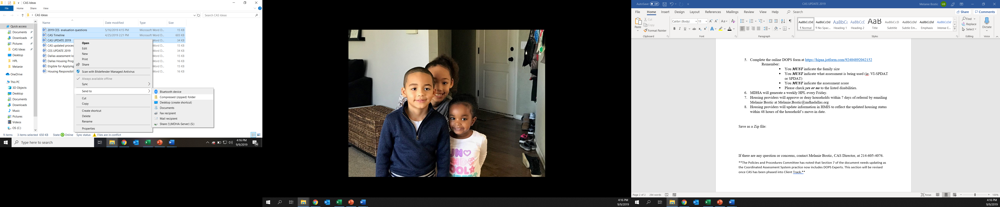 CAS Ideas
File Home Share View
CAS Ideas
Search CAS Ideas
Name Date modified Type Size
Quick access
Documents
Downloads
Pictures
CAS Ideas
Desktop
HPL
Melanie
OneDrive
This PC
3D Objects
Desktop
Documents
Downloads
Music
Pictures
Videos
OS (C:)
2019 CES evaluation questions 5/16/2019 4:15 PM Microsoft Word D... 15 KB
CAS Timeline 4/25/2019 2:21 PM Microsoft Word D... 603 KB
CAS UPDATE 2019 Word D... 34 KB
CAS updated proces Word D... 15 KB
CES UPDATE 2019 Word D... 34 KB
Dallas assessment lo Word D... 15 KB
Dallas Housing Prog Word D... 16 KB
Eligible for Applying Word D... 15 KB
Housing Responsibil Word D... 16 KB
Open
Edit
New
Print
Share
Scan with Bitdefender Managed Antivirus
Always available offline
Sync
Send to
Cut
Copy
Create shortcut
Delete
Rename
Properties
Bluetooth device
Compressed (zipped) folder
Desktop (create shortcut)
Documents
Fax recipient
Mail recipient
Share (\\MDHA-Server) (S:)
9 items 3 items selected 650 KB State: Online Sync status: Files are in conflict
Type here to search
4:16 PM
9/9/2019
14
4:16 PM
9/9/2019
AutoSave Off
CAS UPDATE 2019
Melanie Bostic MB
File Home Insert Design Layout References Mailings Review View Help Search
Share Comments
Paste
Cut
Copy
Format Painter
Clipboard
Calibri (Body) 11
Font
Paragraph
AaBbCcDd AaBbCcDd AaBbCc AaBbCcE AaB AaBbCcD AaBbCcDd AaBbCcDd AaBbCcDd
1 Normal 1 No Spac... Heading 1 Heading 2 Title Subtitle Subtle Em... Emphasis Intense E...
Styles
Find
Replace
Select
Editing
Dictate
Voice
5. Complete the online DOPS form at https://hipaa.jotform.com/92404892042152
Remember:
▪ You MUST indicate the family size
▪ You MUST indicate what assessment is being used (ie. VI-SPDAT
or SPDAT)
▪ You MUST indicate the assessment score
▪ Please check yes or no to the listed disabilities.
6. MDHA will generate a weekly HPL every Friday.
7. Housing providers will approve or deny households within 7 days of referral by emailing
Melanie Bostic at Melanie.Bostic@mdhadallas.org
8. Housing providers will update information in HMIS to reflect the updated housing status
within 48 hours of the household's move-in date.
Save as a Zip file:
If there are any question or concerns, contact Melanie Bostic, CAS Director, at 214-605-4076.
**The Policies and Procedures Committee has noted that Section 7 of the document needs updating as
the Coordinated Assessment System practice now includes DOPS Experts. This section will be revised
once CAS has been phased into Client Track.**
Page 2 of 2 294 words
Focus
100%
4:16 PM
9/9/2019